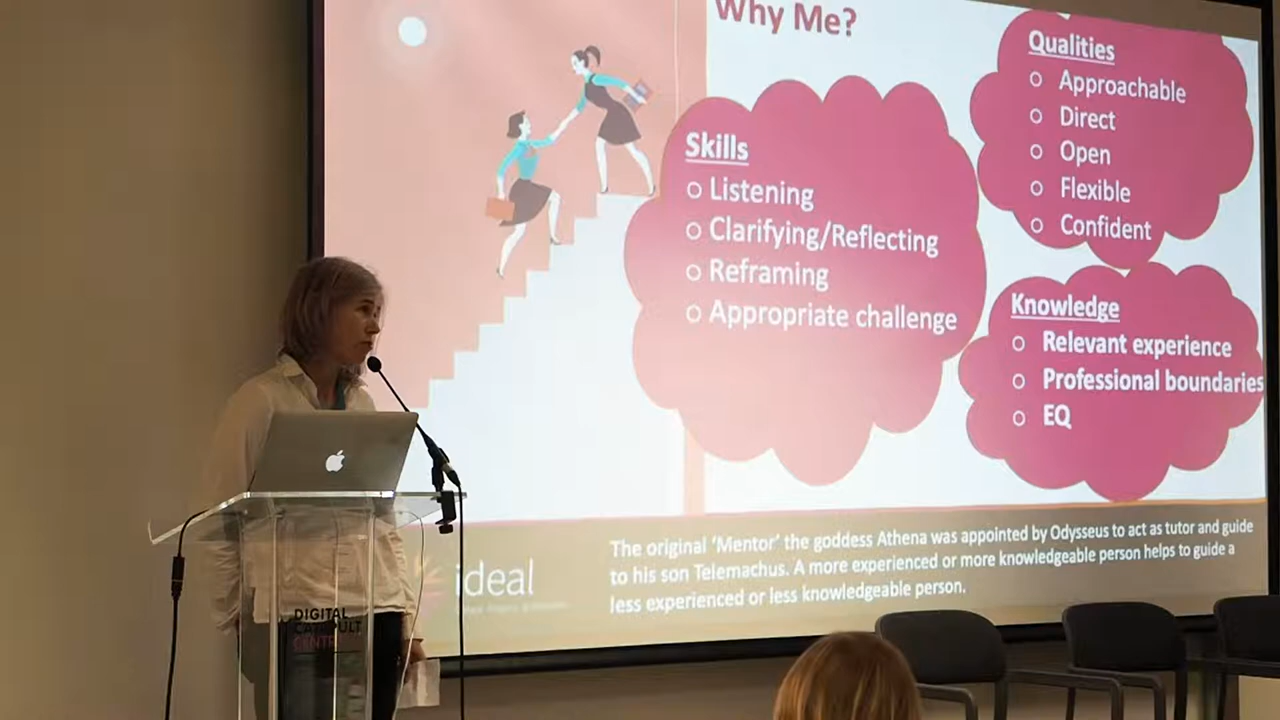 Why Me?
Skills
Listening
Clarifying/Reflecting
Reframing
Appropriate challenge
Qualities
Approachable
Direct
Open
Flexible
Confident
Knowledge
Relevant experience
Professional boundaries
EQ
The original ‘Mentor’ the goddess Athena was appointed by Odysseus to act as tutor and guide
to his son Telemachus. A more experienced or more knowledgeable person helps to guide a
less experienced or less knowledgeable person.
ideal
DIGITAL
CATAPULT
CENTRE